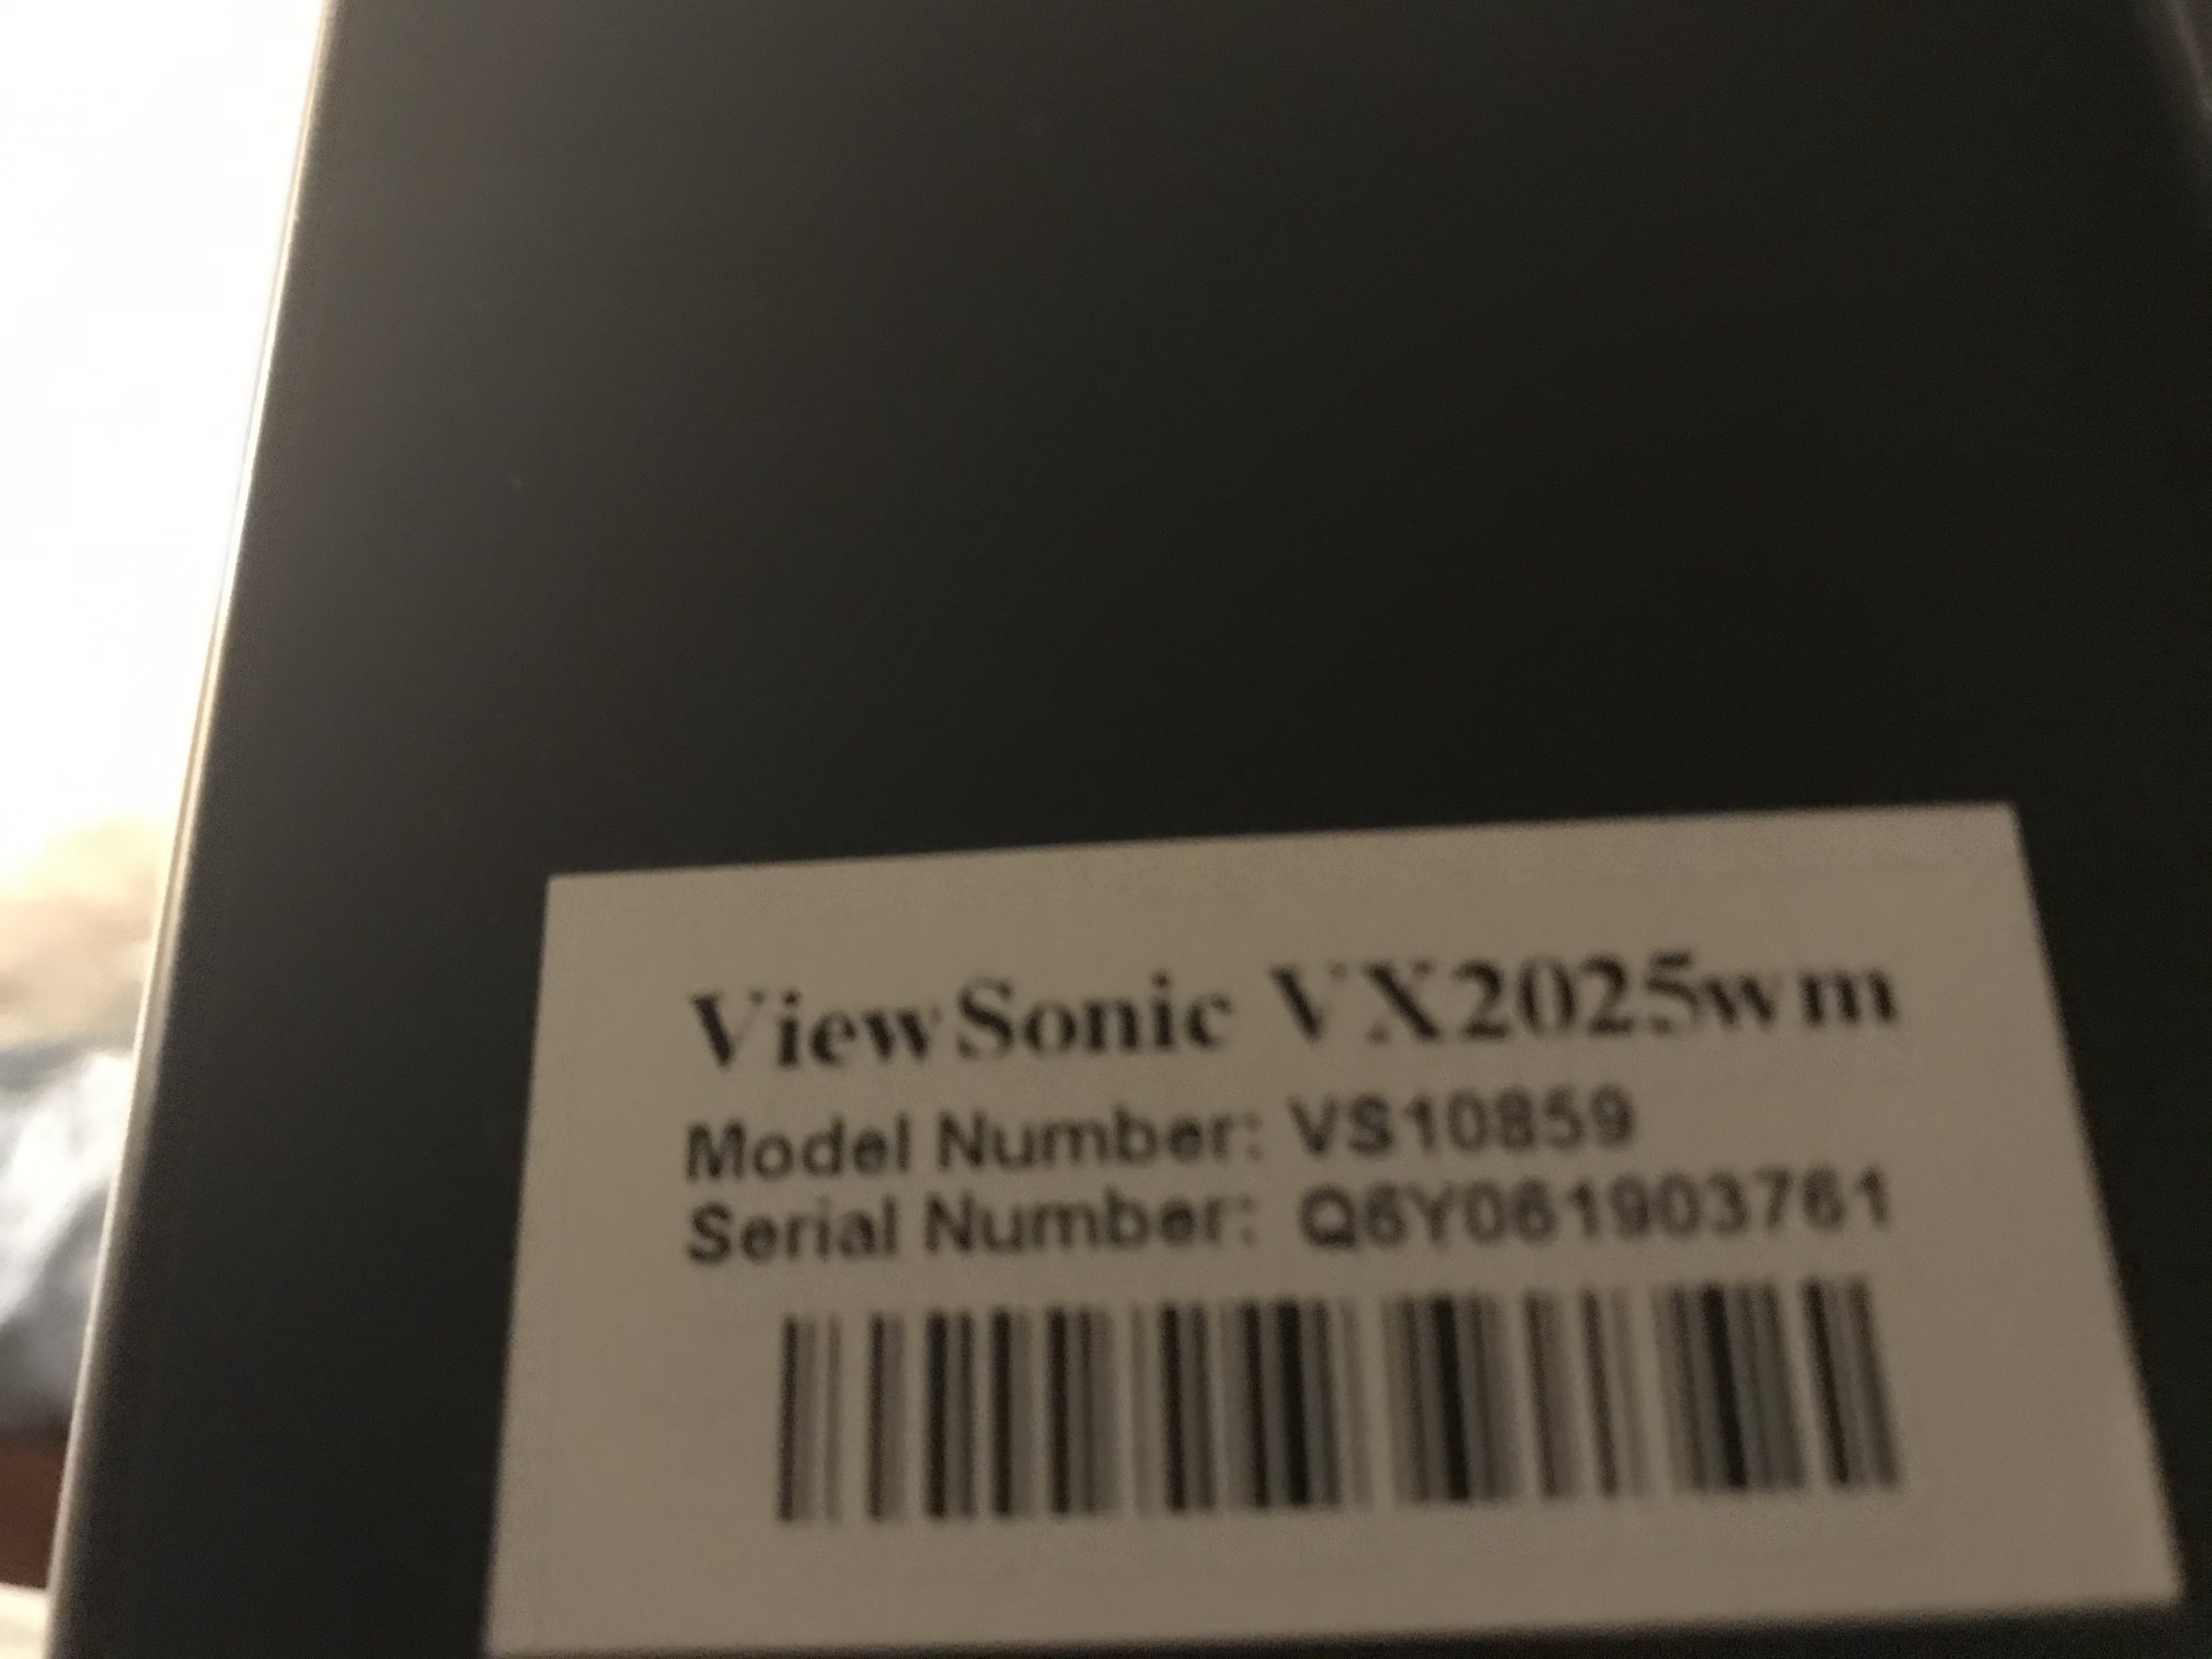 ViewSonic VX2025wm
Model Number: VS10859
Serial Number: Q6Y061903761